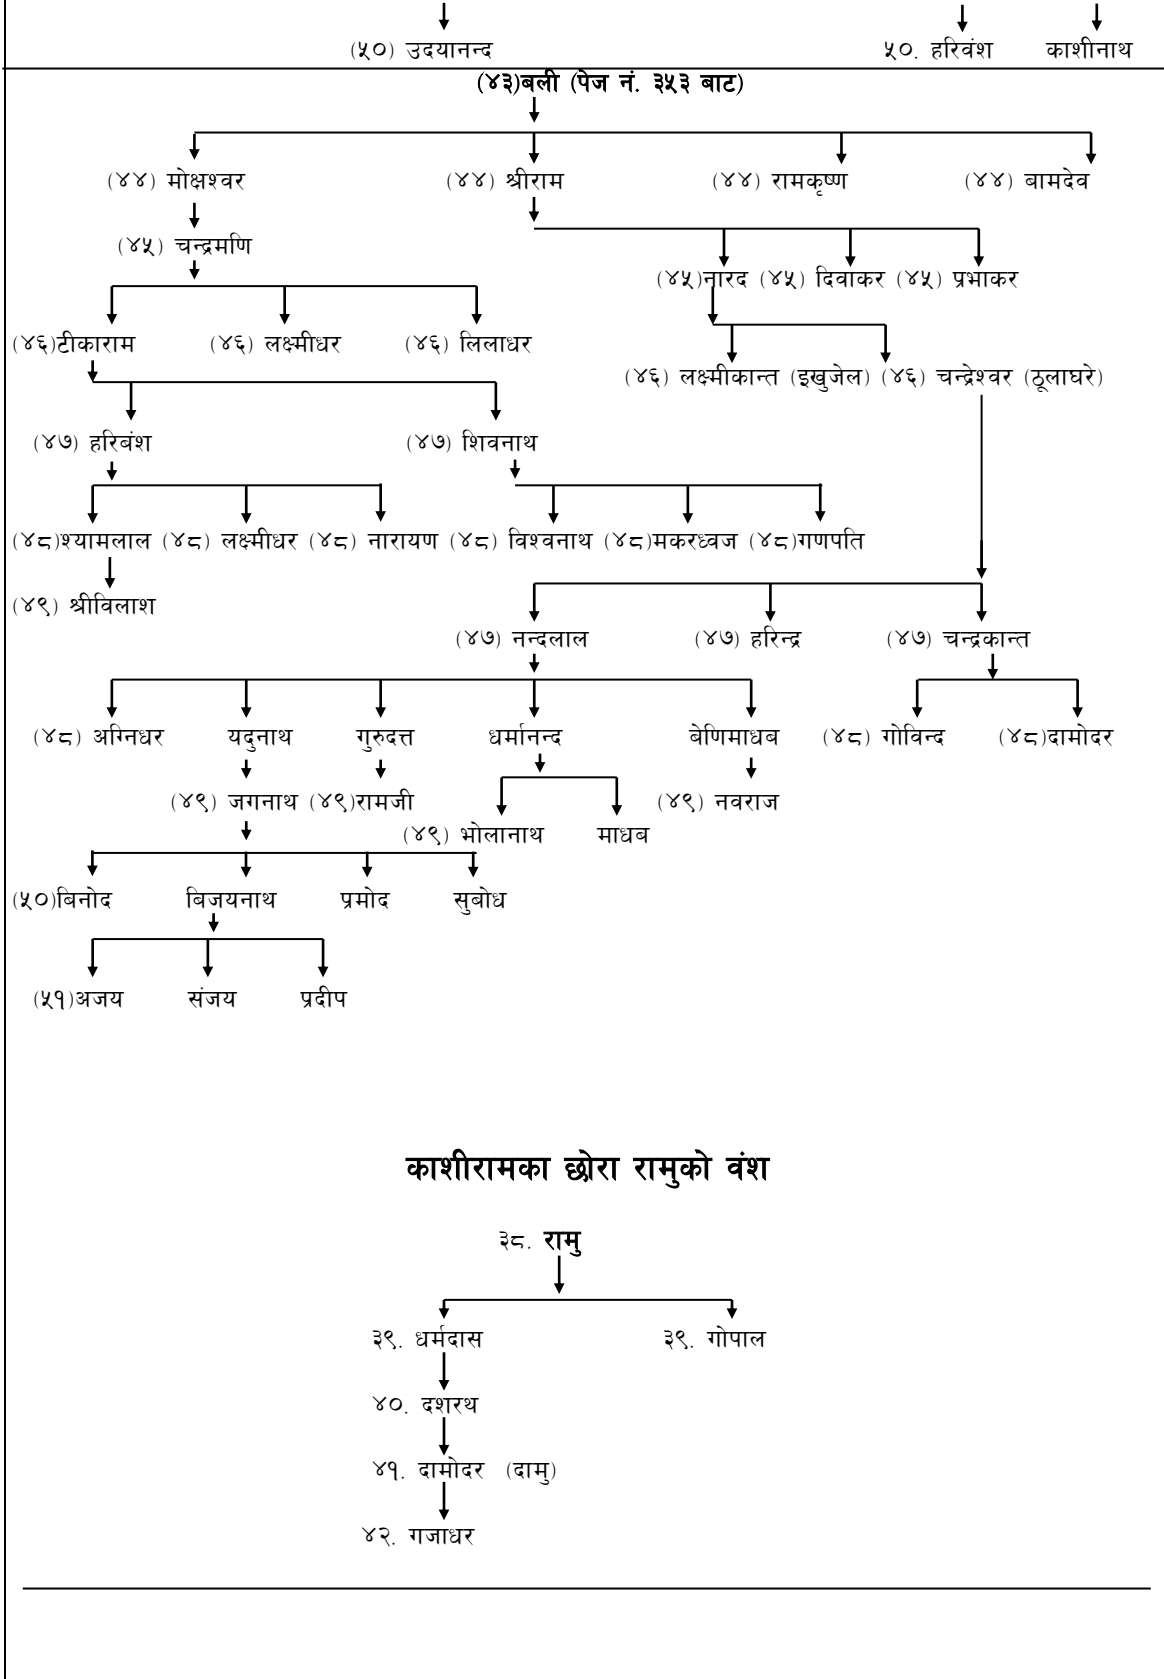 (५०) उदयानन्द ५०. हरिवंश काशीनाथ
(४३)बली (पेज नं. ३५३ बाट)
(४४) मोक्षश्वर (४४) श्रीराम (४४) रामकृष्ण (४४) बामदेव
(४५) चन्द्रमणि
(४५)नारद (४५) दिवाकर (४५) प्रभाकर
(४६)टीकाराम (४६) लक्ष्मीधर (४६) लिलाधर
(४६) लक्ष्मीकान्त (इखुजेल) (४६) चन्द्रेश्वर (ठूलाघरे)
(४७) हरिबंश (४७) शिवनाथ
(४८)श्यामलाल (४८) लक्ष्मीधर (४८) नारायण (४८) विश्वनाथ (४८)मकरध्वज (४८)गणपति
(४९) श्रीविलाश
(४७) नन्दलाल (४७) हरिन्द्र (४७) चन्द्रकान्त
(४८) अग्निधर यदुनाथ गुरुदत्त धर्मानन्द बेणिमाधब (४८) गोविन्द (४८)दामोदर
(४९) जगनाथ (४९)रामजी (४९) नवराज
(४९) भोलानाथ माधब
(५०)बिनोद बिजयनाथ प्रमोद सुबोध
(५१)अजय संजय प्रदीप
काशीरामका छोरा रामुको वंश
३८. रामु
३९. धर्मदास ३९. गोपाल
४०. दशरथ
४१. दामोदर (दामु)
४२. गजाधर